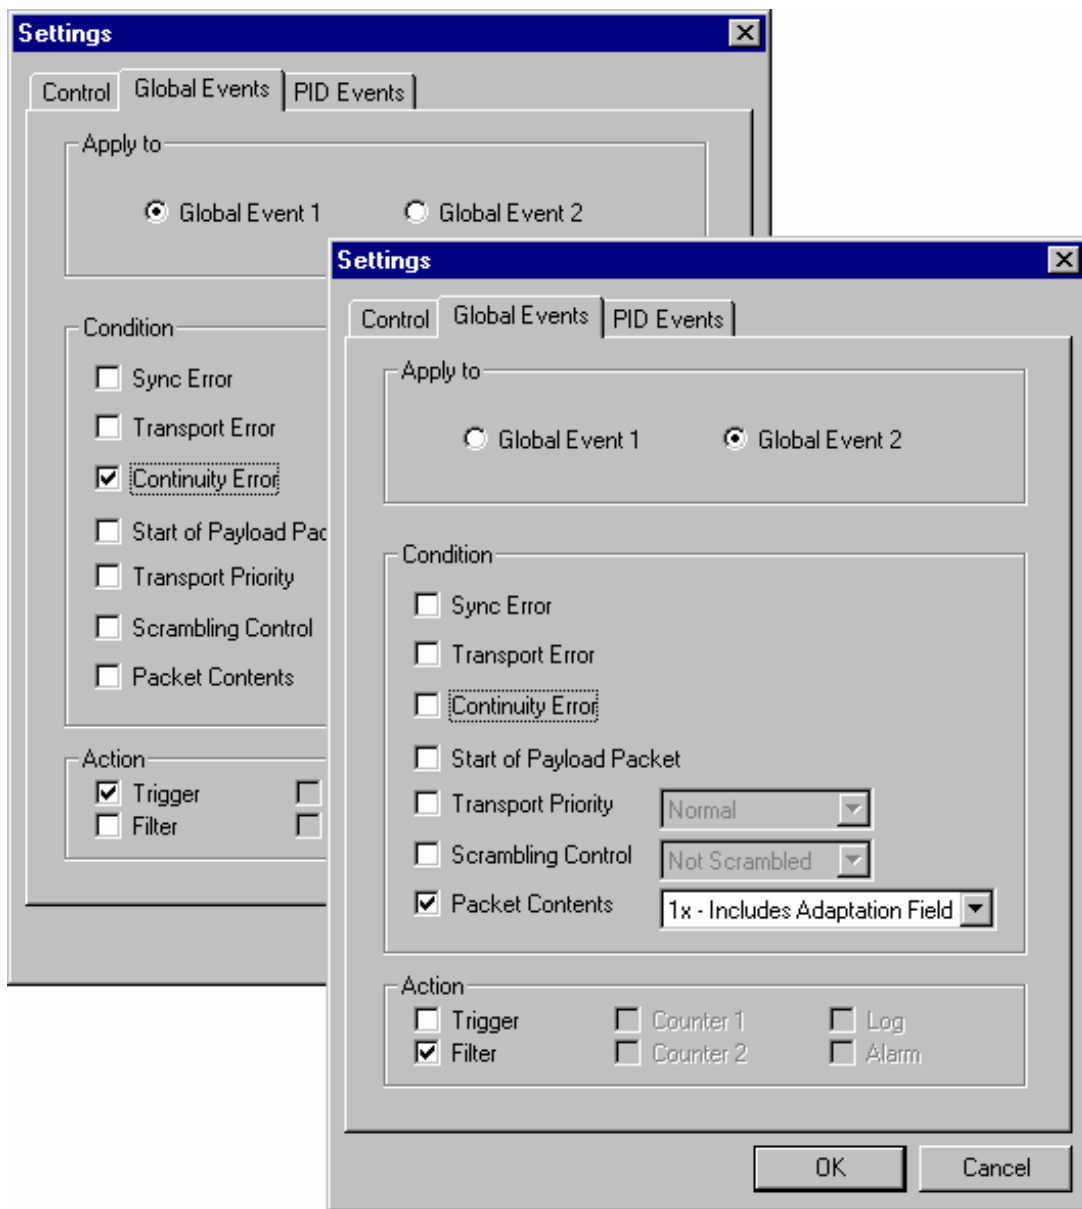 Settings
Control Global Events PID Events
Apply to
Global Event 1 Global Event 2
Condition
Sync Error
Transport Error
Continuity Error
Start of Payload Pac
Transport Priority
Scrambling Control
Packet Contents
Action
Trigger
Filter
Settings
Control Global Events PID Events
Apply to
Global Event 1 Global Event 2
Condition
Sync Error
Transport Error
Continuity Error
Start of Payload Packet
Transport Priority Normal
Scrambling Control Not Scrambled
Packet Contents 1x - Includes Adaptation Field
Action
Trigger Counter 1 Log
Filter Counter 2 Alarm
OK Cancel